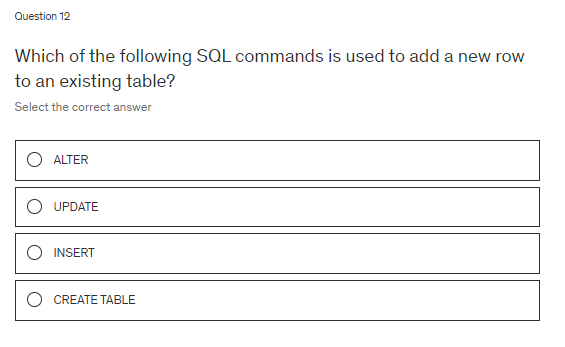 Question 12
Which of the following SQL commands is used to add a new row
to an existing table?
Select the correct answer
ALTER
UPDATE
INSERT
CREATE TABLE